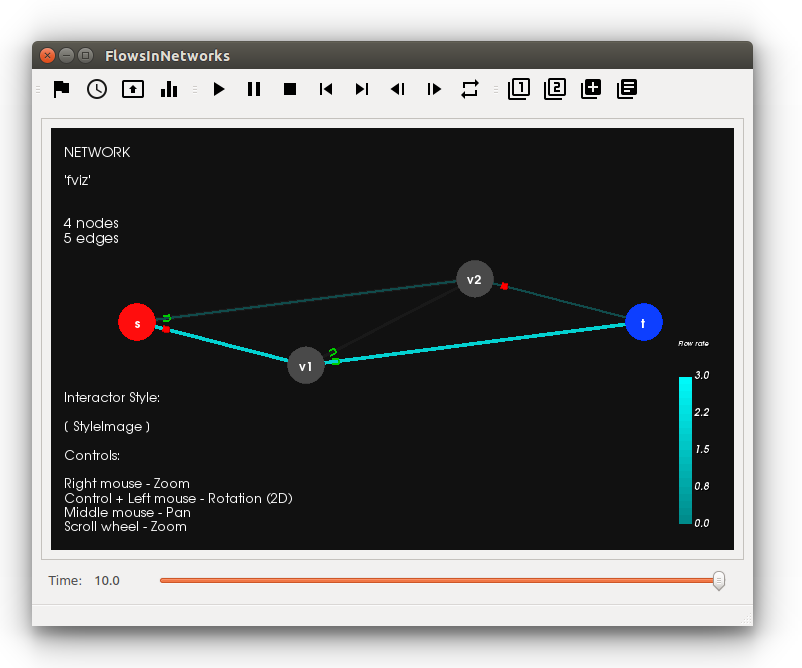 FlowsInNetworks
1
2
NETWORK
'fviz'
4 nodes
5 edges
v2
s
t
v1
Flow rate
3.0
2.2
1.5
0.8
0.0
Interactor Style:
[ StyleImage ]
Controls:
Right mouse - Zoom
Control + Left mouse - Rotation (2D)
Middle mouse - Pan
Scroll wheel - Zoom
Time: 10.0